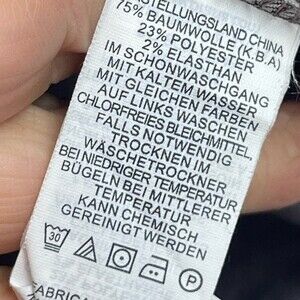 STELLUNGSLAND CHINA
75% BAUMWOLLE (K.B.A)
23% POLYESTER
2% ELASTHAN
IM SCHONWASCHGANG
MIT KALTEM WASSER
MIT GLEICHEN FARBEN
AUF LINKS WASCHEN
CHLORFREIES BLEICHMITTEL,
FALLS NOTWENDIG
TROCKNEN IM
WÄSCHETROCKNER
BEI NIEDRIGER TEMPERATUR
BÜGELN BEI MITTLERER
TEMPERATUR
KANN CHEMISCH
GEREINIGT WERDEN
30
FABRICA